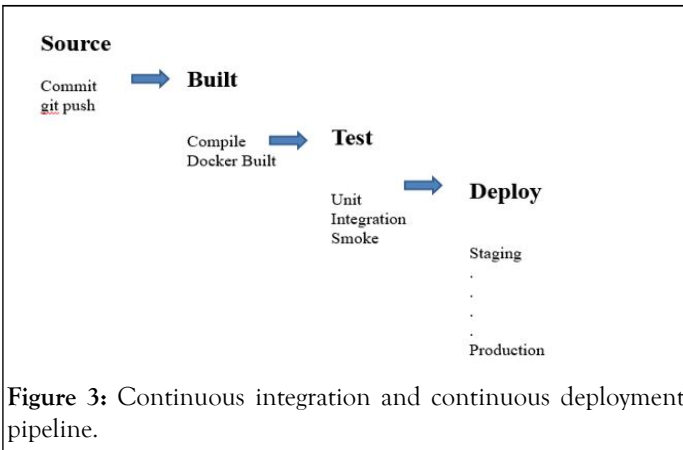 Source
Commit
git push
Built
Compile
Docker Built
Test
Unit
Integration
Smoke
Deploy
Staging
.
.
.
.
Production
Figure 3: Continuous integration and continuous deployment
pipeline.